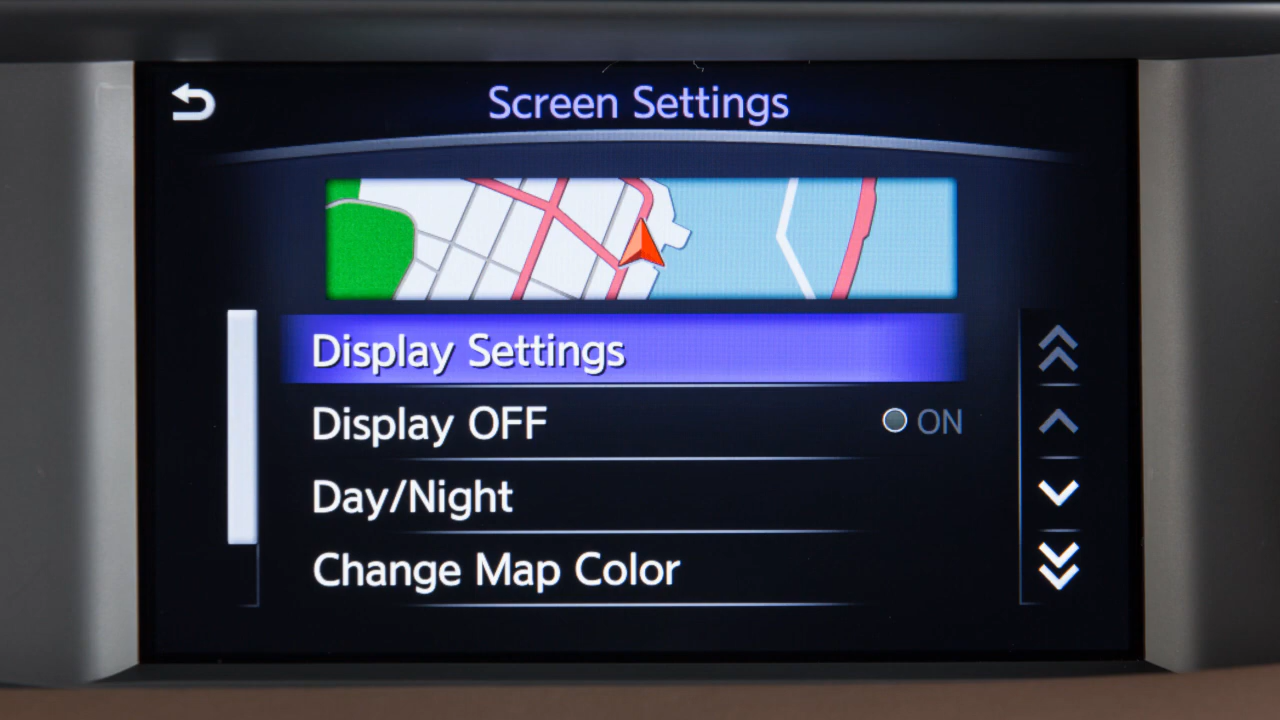 Screen Settings
Display Settings
Display OFF ON
Day/Night
Change Map Color